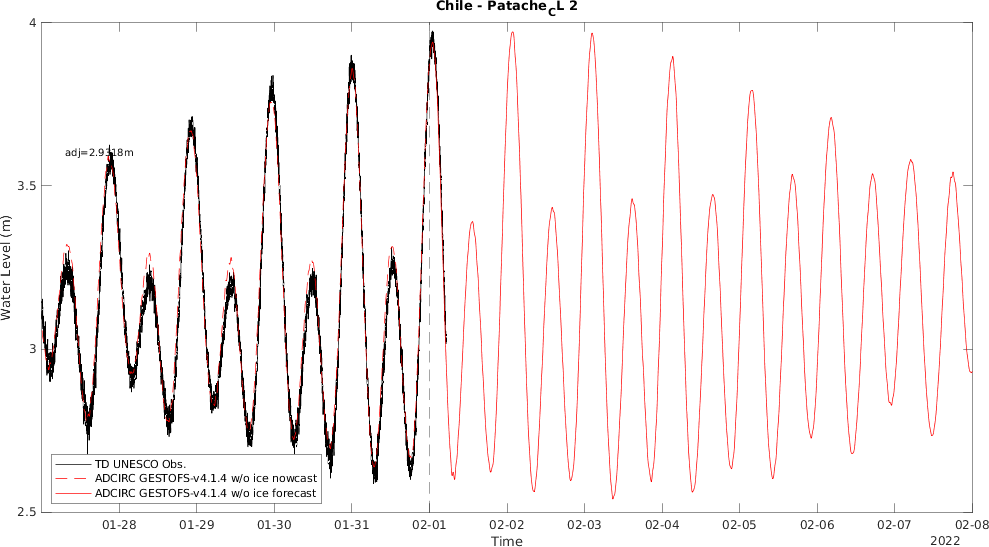 Chile - Patache_CL 2
4
adj=2.9318m
3.5
Water Level (m)
3
TD UNESCO Obs.
ADCIRC GESTOFS-v4.1.4 w/o ice nowcast
ADCIRC GESTOFS-v4.1.4 w/o ice forecast
2.5
01-28 01-29 01-30 01-31 02-01 02-02 02-03 02-04 02-05 02-06 02-07 02-08
Time
2022